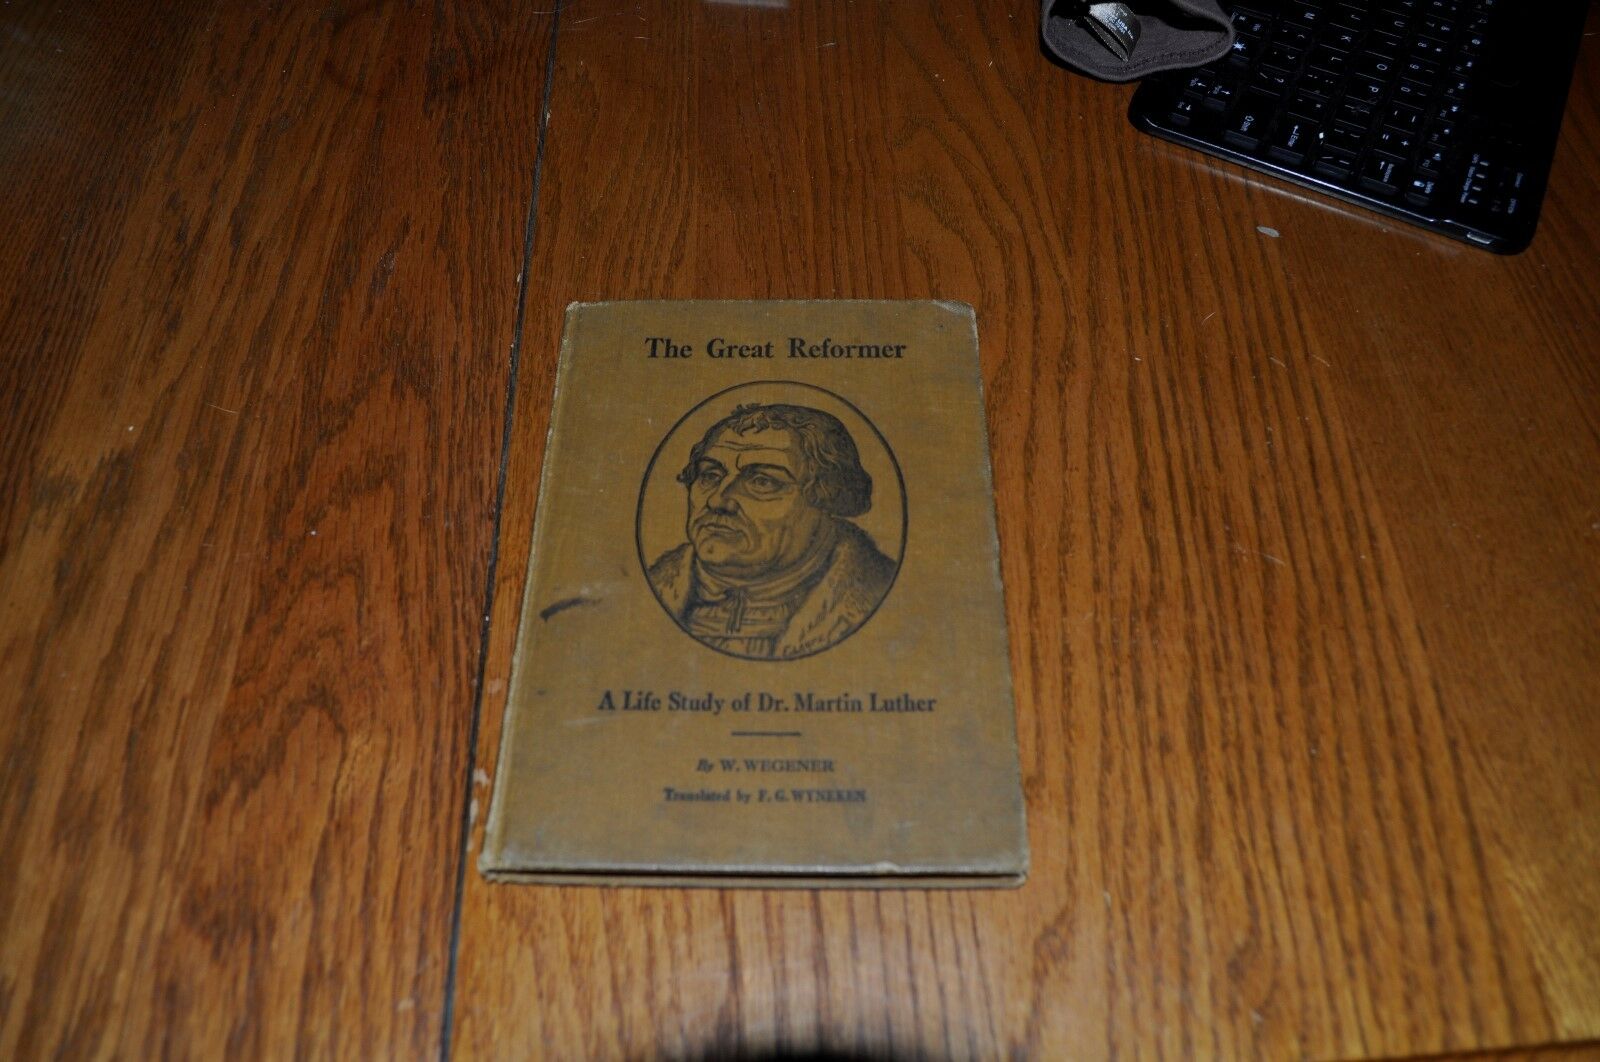 The Great Reformer
A Life Study of Dr. Martin Luther
By W. WEGENER
Translated by F. G. WYNEKEN